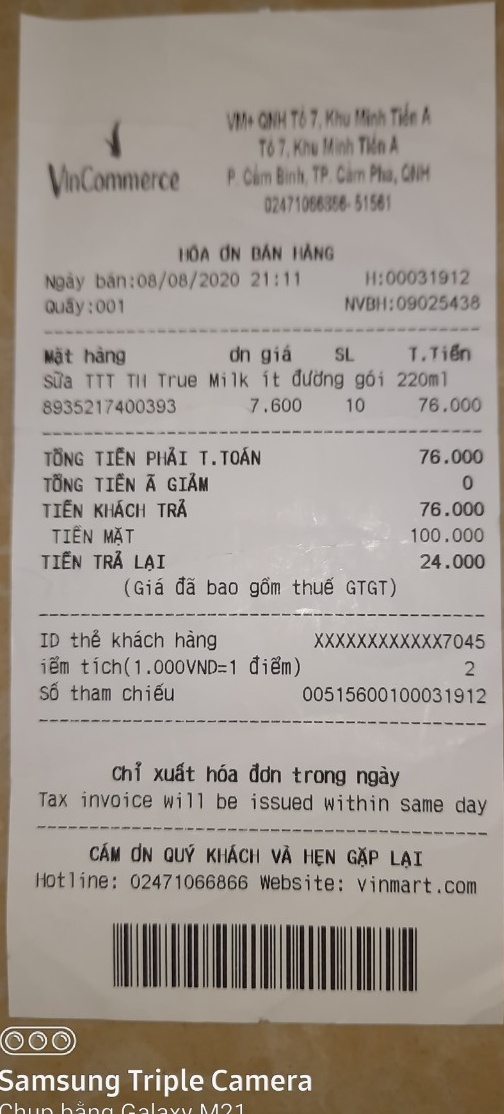 VinCommerce
VM+ QNH Tổ 7, Khu Minh Tiến A
Tổ 7, Khu Minh Tiến A
P. Cẩm Bình, TP. Cẩm Phả, QNH
02471066866- 51561
HÓA ƠN BÁN HÀNG
Ngày bán:08/08/2020 21:11 H:00031912
Quầy:001 NVBH:09025438
Mặt hàng ơn giá SL T.Tiền
Sữa TTT TH True Milk ít đường gói 220ml
8935217400393 7.600 10 76.000
TỔNG TIỀN PHẢI T.TOÁN 76.000
TỔNG TIỀN Ã GIẢM 0
TIỀN KHÁCH TRẢ 76.000
TIỀN MẶT 100.000
TIỀN TRẢ LẠI 24.000
(Giá đã bao gồm thuế GTGT)
ID thẻ khách hàng XXXXXXXXXXXX7045
iểm tích(1.000VND=1 điểm) 2
Số tham chiếu 00515600100031912
Chỉ xuất hóa đơn trong ngày
Tax invoice will be issued within same day
CÁM ƠN QUÝ KHÁCH VÀ HẸN GẶP LẠI
Hotline: 02471066866 Website: vinmart.com
Samsung Triple Camera
Chụp bằng Galaxy M21